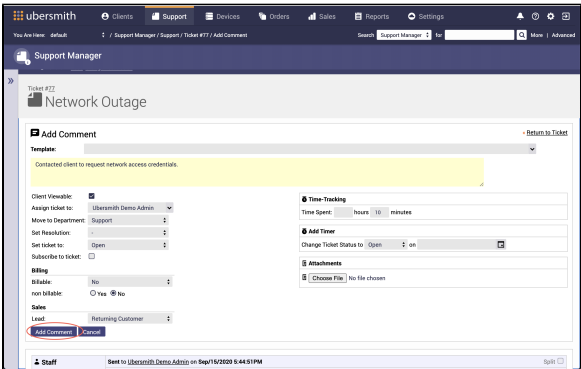 ubersmith Clients Support Devices Orders Sales Reports Settings
You Are Here: default / Support Manager / Support / Ticket #77 / Add Comment Search Support Manager for More | Advanced
Support Manager
Ticket #77
Network Outage
Add Comment Return to Ticket
Template:
Contacted client to request network access credentials.
Client Viewable:
Assign ticket to: Ubersmith Demo Admin
Move to Department: Support
Set Resolution: -
Set ticket to: Open
Subscribe to ticket:
Billing
Billable: No
non billable: Yes No
Sales
Lead: Returning Customer
Add Comment Cancel
Time-Tracking
Time Spent: hours 10 minutes
Add Timer
Change Ticket Status to Open on
Attachments
Choose File No file chosen
Staff Sent to Ubersmith Demo Admin on Sep/15/2020 5:44:51PM Split